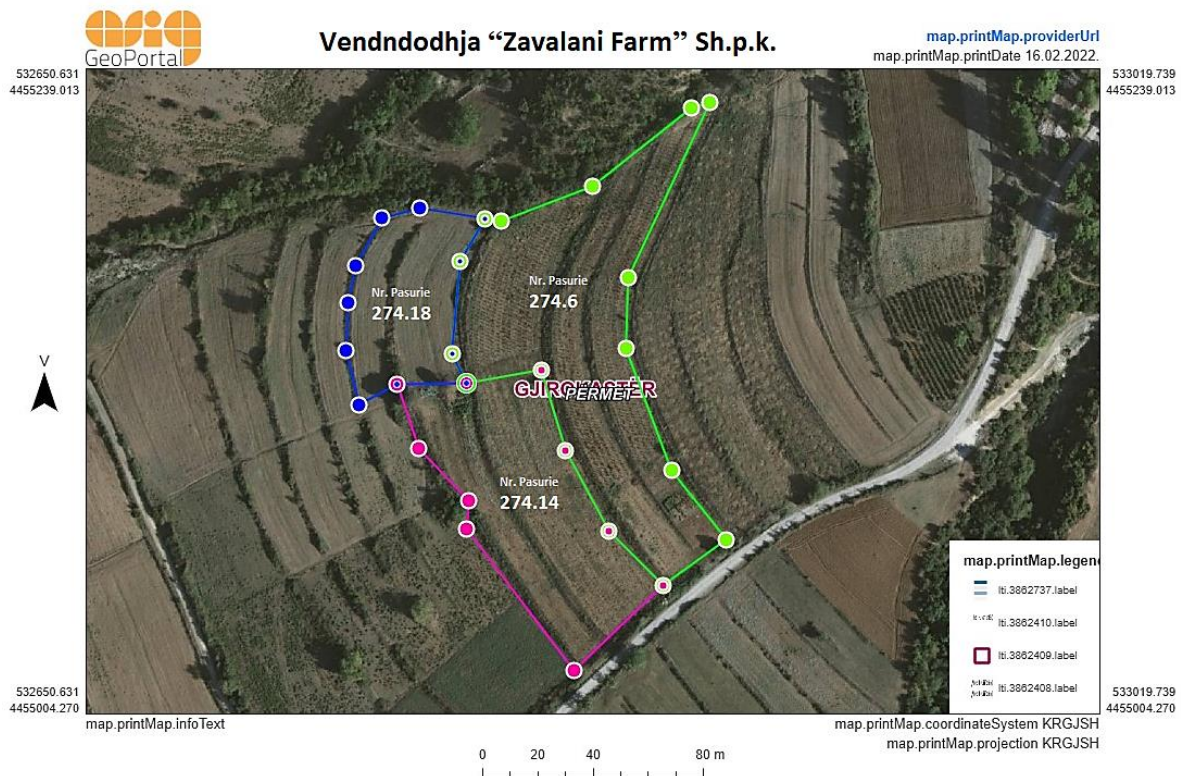 asig
GeoPortal
Vendndodhja “Zavalani Farm” Sh.p.k.
map.printMap.providerUrl
map.printMap.printDate 16.02.2022.
532650.631
4455239.013
533019.739
4455239.013
Nr. Pasurie
274.18
Nr. Pasurie
274.6
GJIROKASTËR
PËRMET
Nr. Pasurie
274.14
V
map.printMap.legend
lti.3862737.label
lti.3862410.label
lti.3862409.label
lti.3862408.label
532650.631
4455004.270
533019.739
4455004.270
map.printMap.infoText
map.printMap.coordinateSystem KRGJSH
map.printMap.projection KRGJSH
0 20 40 80 m